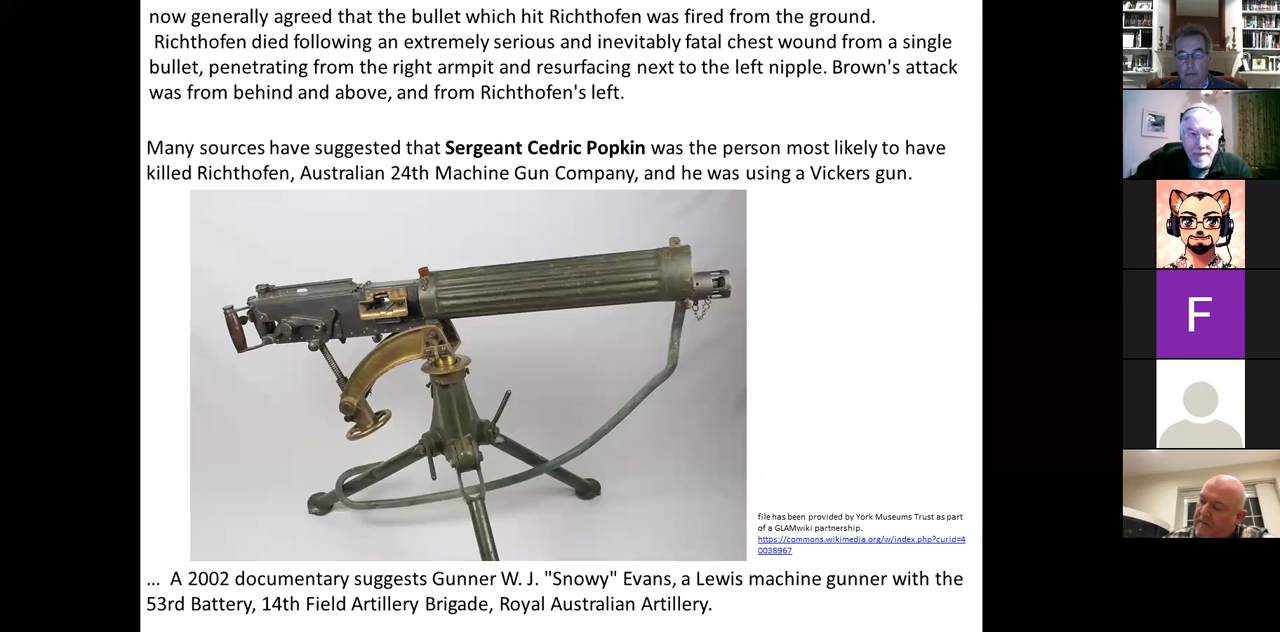 now generally agreed that the bullet which hit Richthofen was fired from the ground.
Richthofen died following an extremely serious and inevitably fatal chest wound from a single
bullet, penetrating from the right armpit and resurfacing next to the left nipple. Brown's attack
was from behind and above, and from Richthofen's left.
Many sources have suggested that Sergeant Cedric Popkin was the person most likely to have
killed Richthofen, Australian 24th Machine Gun Company, and he was using a Vickers gun.
file has been provided by York Museums Trust as part
of a GLAMwiki partnership.
https://commons.wikimedia.org/w/index.php?curid=4
0038967
... A 2002 documentary suggests Gunner W. J. "Snowy" Evans, a Lewis machine gunner with the
53rd Battery, 14th Field Artillery Brigade, Royal Australian Artillery.
F